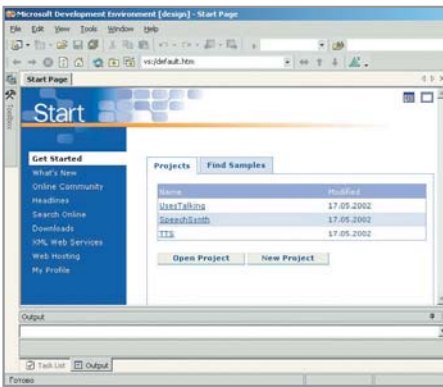 Microsoft Development Environment [design] - Start Page
File Edit View Tools Window Help
vs:/default.htm
Start Page
Toolbox
Start
Get Started
What's New
Online Community
Headlines
Search Online
Downloads
XML Web Services
Web Hosting
My Profile
Projects Find Samples
Name Modified
UsesTalking 17.05.2002
SpeechSynth 17.05.2002
TTS 17.05.2002
Open Project New Project
Output
Task List Output
Готово